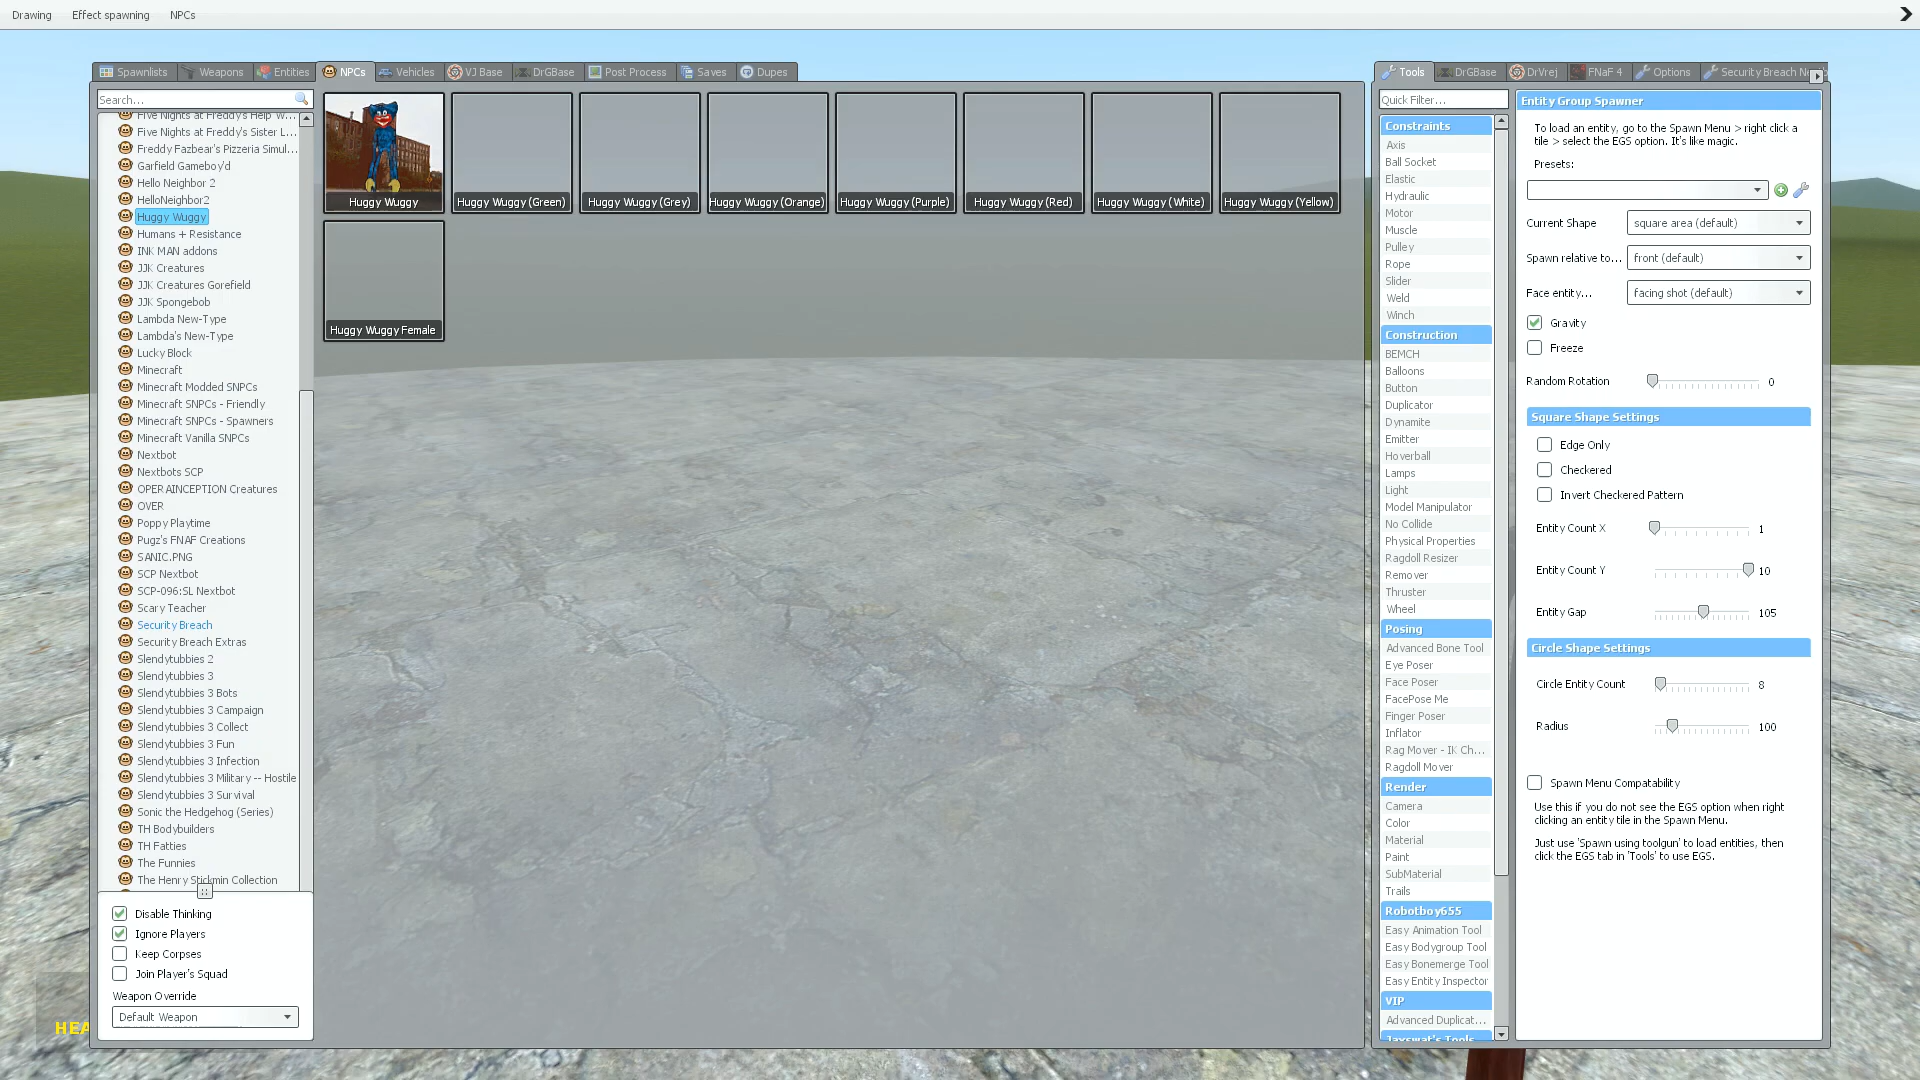 Drawing Effect spawning NPCs
Spawnlists Weapons Entities NPCs Vehicles VJ Base DrGBase Post Process Saves Dupes
Search...
Five Nights at Freddy's Help W...
Five Nights at Freddy's Sister L...
Freddy Fazbear's Pizzeria Simul...
Garfield Gameboy'd
Hello Neighbor 2
HelloNeighbor2
Huggy Wuggy
Humans + Resistance
INK MAN addons
JJK Creatures
JJK Creatures Gorefield
JJK Spongebob
Lambda New-Type
Lambda's New-Type
Lucky Block
Minecraft
Minecraft Modded SNPCs
Minecraft SNPCs - Friendly
Minecraft SNPCs - Spawners
Minecraft Vanilla SNPCs
Nextbot
Nextbots SCP
OPERAINCEPTION Creatures
OVER
Poppy Playtime
Pugz's FNAF Creations
SANIC.PNG
SCP Nextbot
SCP-096:SL Nextbot
Scary Teacher
Security Breach
Security Breach Extras
Slendytubbies 2
Slendytubbies 3
Slendytubbies 3 Bots
Slendytubbies 3 Campaign
Slendytubbies 3 Collect
Slendytubbies 3 Fun
Slendytubbies 3 Infection
Slendytubbies 3 Military -- Hostile
Slendytubbies 3 Survival
Sonic the Hedgehog (Series)
TH Bodybuilders
TH Fatties
The Funnies
The Henry Stickmin Collection
Disable Thinking
Ignore Players
Keep Corpses
Join Player's Squad
Weapon Override
Default Weapon
HEA
Huggy Wuggy
Huggy Wuggy (Green)
Huggy Wuggy (Grey)
Huggy Wuggy (Orange)
Huggy Wuggy (Purple)
Huggy Wuggy (Red)
Huggy Wuggy (White)
Huggy Wuggy (Yellow)
Huggy Wuggy Female
Tools DrGBase DrVrej FNaF 4 Options Security Breach
Quick Filter...
Constraints
Axis
Ball Socket
Elastic
Hydraulic
Motor
Muscle
Pulley
Rope
Slider
Weld
Winch
Construction
BEMCH
Balloons
Button
Duplicator
Dynamite
Emitter
Hoverball
Lamps
Light
Model Manipulator
No Collide
Physical Properties
Ragdoll Resizer
Remover
Thruster
Wheel
Posing
Advanced Bone Tool
Eye Poser
Face Poser
FacePose Me
Finger Poser
Inflator
Rag Mover - IK Ch...
Ragdoll Mover
Render
Camera
Color
Material
Paint
SubMaterial
Trails
Robotboy655
Easy Animation Tool
Easy Bodygroup Tool
Easy Bonemerge Tool
Easy Entity Inspector
VIP
Advanced Duplicat...
Jaxswat's Tools
Entity Group Spawner
To load an entity, go to the Spawn Menu > right click a
tile > select the EGS option. It's like magic.
Presets:
Current Shape square area (default)
Spawn relative to... front (default)
Face entity... facing shot (default)
Gravity
Freeze
Random Rotation 0
Square Shape Settings
Edge Only
Checkered
Invert Checkered Pattern
Entity Count X 1
Entity Count Y 10
Entity Gap 105
Circle Shape Settings
Circle Entity Count 8
Radius 100
Spawn Menu Compatability
Use this if you do not see the EGS option when right
clicking an entity tile in the Spawn Menu.
Just use 'Spawn using toolgun' to load entities, then
click the EGS tab in 'Tools' to use EGS.